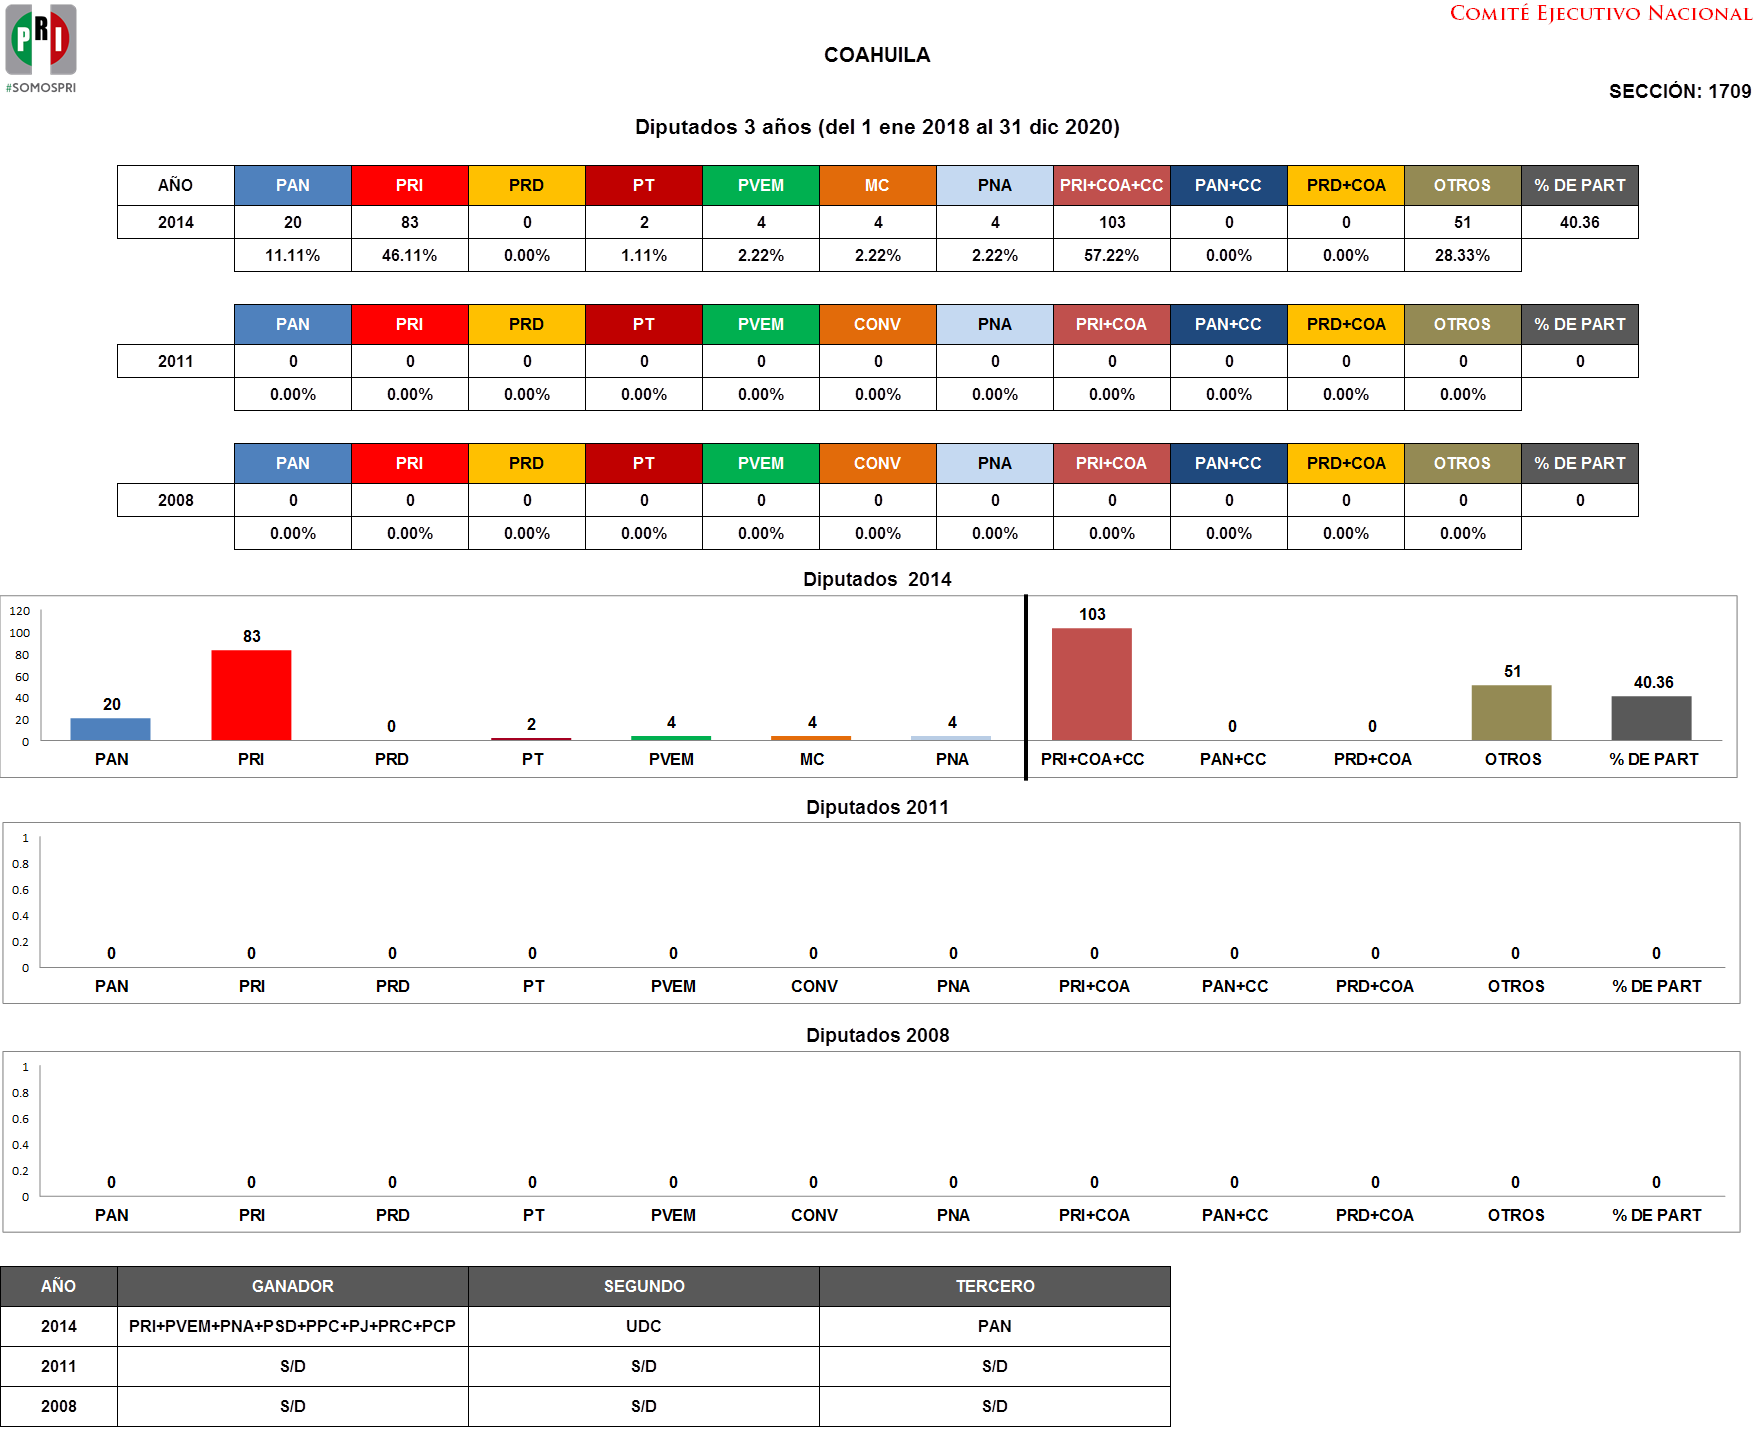 PRI
#SOMOSPRI
COMITÉ EJECUTIVO NACIONAL
COAHUILA
SECCIÓN: 1709
Diputados 3 años (del 1 ene 2018 al 31 dic 2020)
AÑO PAN PRI PRD PT PVEM MC PNA PRI+COA+CC PAN+CC PRD+COA OTROS % DE PART
2014 20 83 0 2 4 4 4 103 0 0 51 40.36
11.11% 46.11% 0.00% 1.11% 2.22% 2.22% 2.22% 57.22% 0.00% 0.00% 28.33%
PAN PRI PRD PT PVEM CONV PNA PRI+COA PAN+CC PRD+COA OTROS % DE PART
2011 0 0 0 0 0 0 0 0 0 0 0 0
0.00% 0.00% 0.00% 0.00% 0.00% 0.00% 0.00% 0.00% 0.00% 0.00% 0.00%
PAN PRI PRD PT PVEM CONV PNA PRI+COA PAN+CC PRD+COA OTROS % DE PART
2008 0 0 0 0 0 0 0 0 0 0 0 0
0.00% 0.00% 0.00% 0.00% 0.00% 0.00% 0.00% 0.00% 0.00% 0.00% 0.00%
Diputados 2014
120
100
80
60
40
20
0
20 83 0 2 4 4 4 103 0 0 51 40.36
PAN PRI PRD PT PVEM MC PNA PRI+COA+CC PAN+CC PRD+COA OTROS % DE PART
Diputados 2011
1
0.8
0.6
0.4
0.2
0
0 0 0 0 0 0 0 0 0 0 0 0
PAN PRI PRD PT PVEM CONV PNA PRI+COA PAN+CC PRD+COA OTROS % DE PART
Diputados 2008
1
0.8
0.6
0.4
0.2
0
0 0 0 0 0 0 0 0 0 0 0 0
PAN PRI PRD PT PVEM CONV PNA PRI+COA PAN+CC PRD+COA OTROS % DE PART
AÑO GANADOR SEGUNDO TERCERO
2014 PRI+PVEM+PNA+PSD+PPC+PJ+PRC+PCP UDC PAN
2011 S/D S/D S/D
2008 S/D S/D S/D